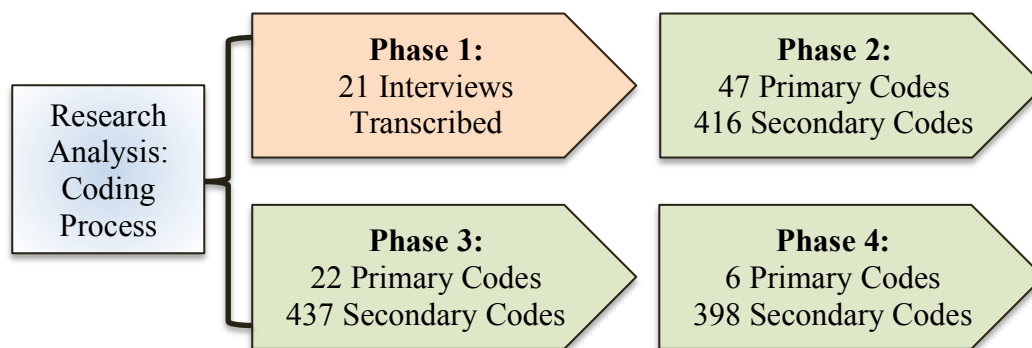 Research
Analysis:
Coding
Process
Phase 1:
21 Interviews
Transcribed
Phase 2:
47 Primary Codes
416 Secondary Codes
Phase 3:
22 Primary Codes
437 Secondary Codes
Phase 4:
6 Primary Codes
398 Secondary Codes